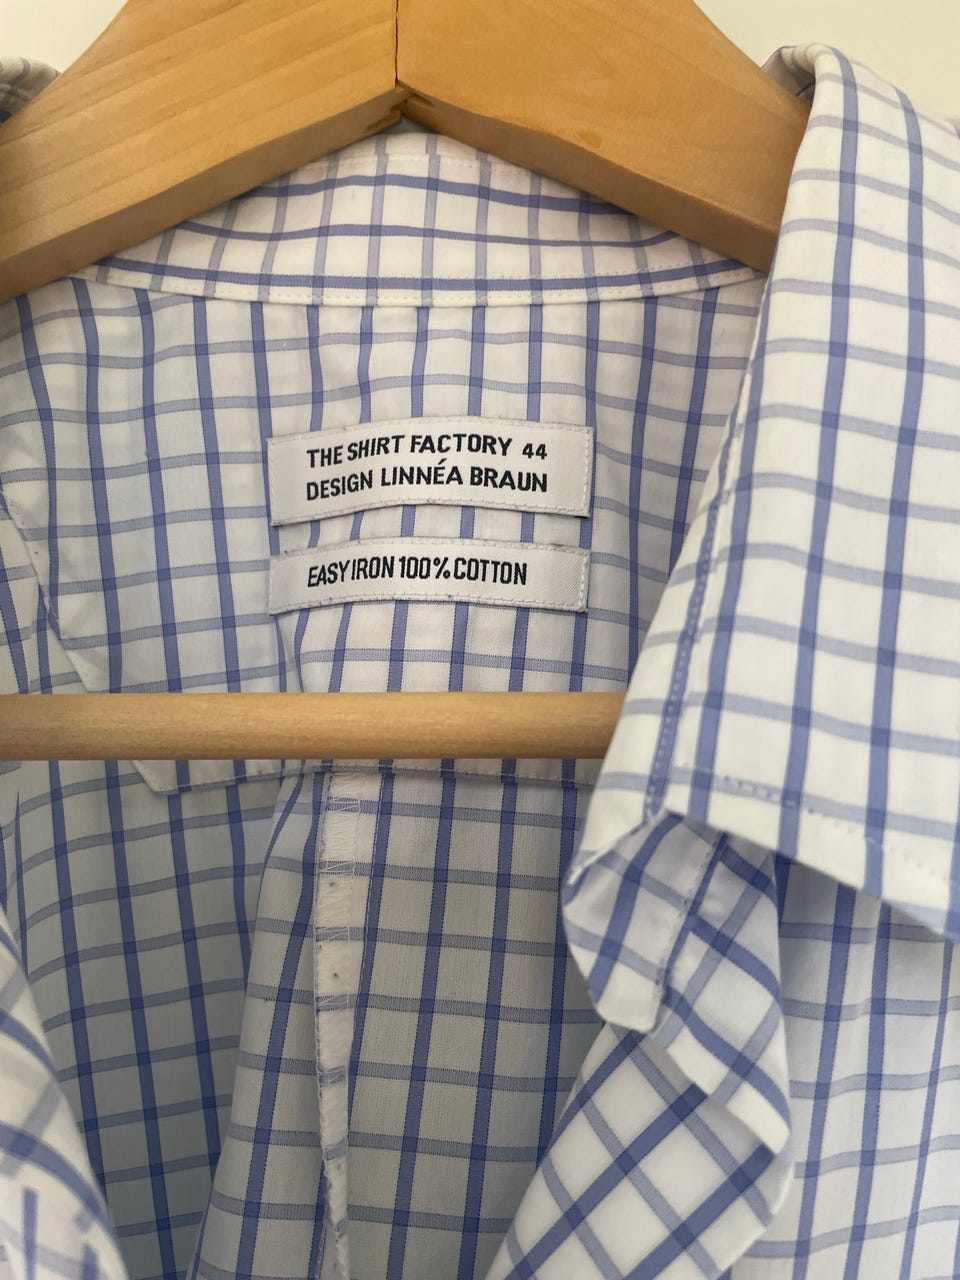 THE SHIRT FACTORY 44
DESIGN LINNÉA BRAUN
EASY IRON 100% COTTON